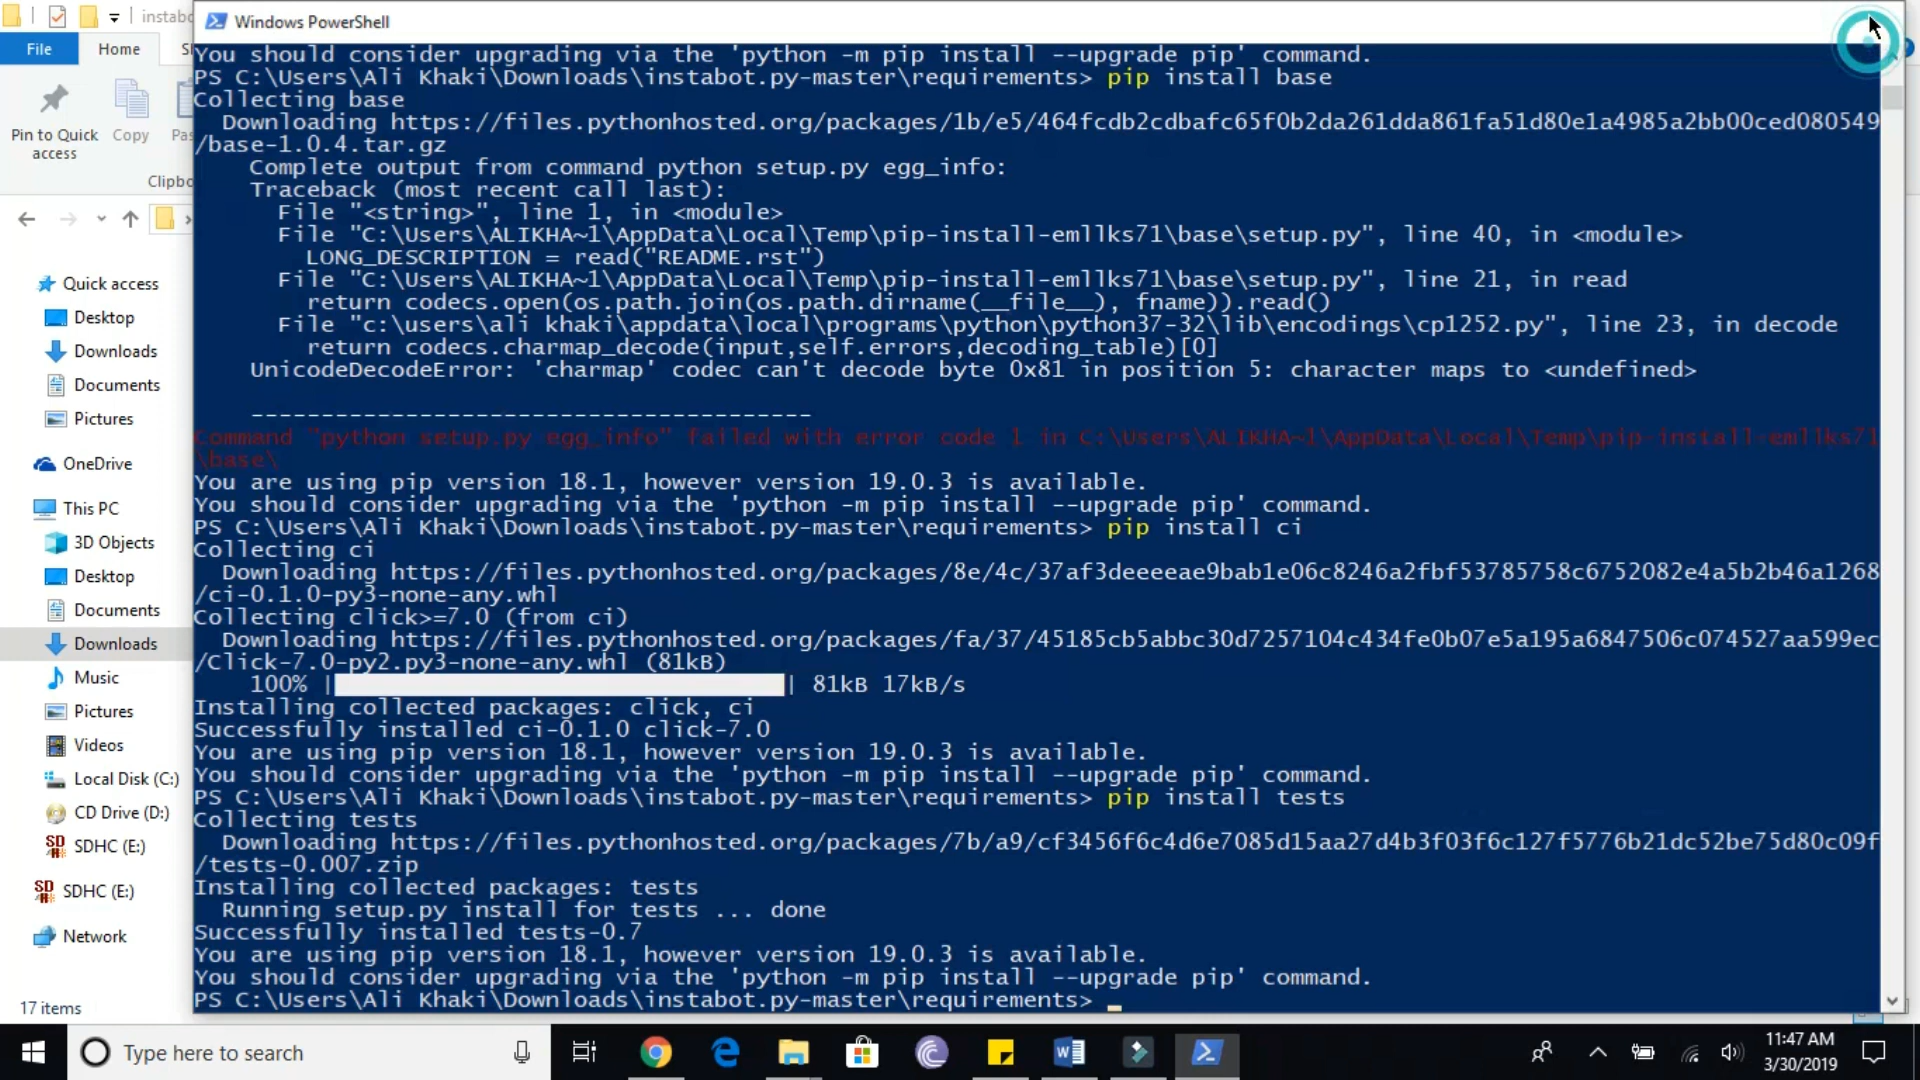 instabo
Windows PowerShell
File
Home
Pin to Quick
access
Copy
Clipbo
Quick access
Desktop
Downloads
Documents
Pictures
OneDrive
This PC
3D Objects
Desktop
Documents
Downloads
Music
Pictures
Videos
Local Disk (C:)
CD Drive (D:)
SDHC (E:)
SDHC (E:)
Network
17 items
You should consider upgrading via the 'python -m pip install --upgrade pip' command.
PS C:\Users\Ali Khaki\Downloads\instabot.py-master\requirements> pip install base
Collecting base
Downloading https://files.pythonhosted.org/packages/1b/e5/464fcdb2cdbafc65f0b2da261dda861fa51d80e1a4985a2bb00ced080549
/base-1.0.4.tar.gz
Complete output from command python setup.py egg_info:
Traceback (most recent call last):
File "<string>", line 1, in <module>
File "C:\Users\ALIKHA~1\AppData\Local\Temp\pip-install-emllks71\base\setup.py", line 40, in <module>
LONG_DESCRIPTION = read("README.rst")
File "C:\Users\ALIKHA~1\AppData\Local\Temp\pip-install-emllks71\base\setup.py", line 21, in read
return codecs.open(os.path.join(os.path.dirname(__file__), fname)).read()
File "c:\users\ali khaki\appdata\local\programs\python\python37-32\lib\encodings\cp1252.py", line 23, in decode
return codecs.charmap_decode(input,self.errors,decoding_table)[0]
UnicodeDecodeError: 'charmap' codec can't decode byte 0x81 in position 5: character maps to <undefined>
----------------------------------------
Command "python setup.py egg_info" failed with error code 1 in C:\Users\ALIKHA~1\AppData\Local\Temp\pip-install-emllks71
\base\
You are using pip version 18.1, however version 19.0.3 is available.
You should consider upgrading via the 'python -m pip install --upgrade pip' command.
PS C:\Users\Ali Khaki\Downloads\instabot.py-master\requirements> pip install ci
Collecting ci
Downloading https://files.pythonhosted.org/packages/8e/4c/37af3deeeeae9bab1e06c8246a2fbf53785758c6752082e4a5b2b46a1268
/ci-0.1.0-py3-none-any.whl
Collecting click>=7.0 (from ci)
Downloading https://files.pythonhosted.org/packages/fa/37/45185cb5abbc30d7257104c434fe0b07e5a195a6847506c074527aa599ec
/Click-7.0-py2.py3-none-any.whl (81kB)
100% | | 81kB 17kB/s
Installing collected packages: click, ci
Successfully installed ci-0.1.0 click-7.0
You are using pip version 18.1, however version 19.0.3 is available.
You should consider upgrading via the 'python -m pip install --upgrade pip' command.
PS C:\Users\Ali Khaki\Downloads\instabot.py-master\requirements> pip install tests
Collecting tests
Downloading https://files.pythonhosted.org/packages/7b/a9/cf3456f6c4d6e7085d15aa27d4b3f03f6c127f5776b21dc52be75d80c09f
/tests-0.007.zip
Installing collected packages: tests
Running setup.py install for tests ... done
Successfully installed tests-0.7
You are using pip version 18.1, however version 19.0.3 is available.
You should consider upgrading via the 'python -m pip install --upgrade pip' command.
PS C:\Users\Ali Khaki\Downloads\instabot.py-master\requirements> _
Type here to search
11:47 AM
3/30/2019